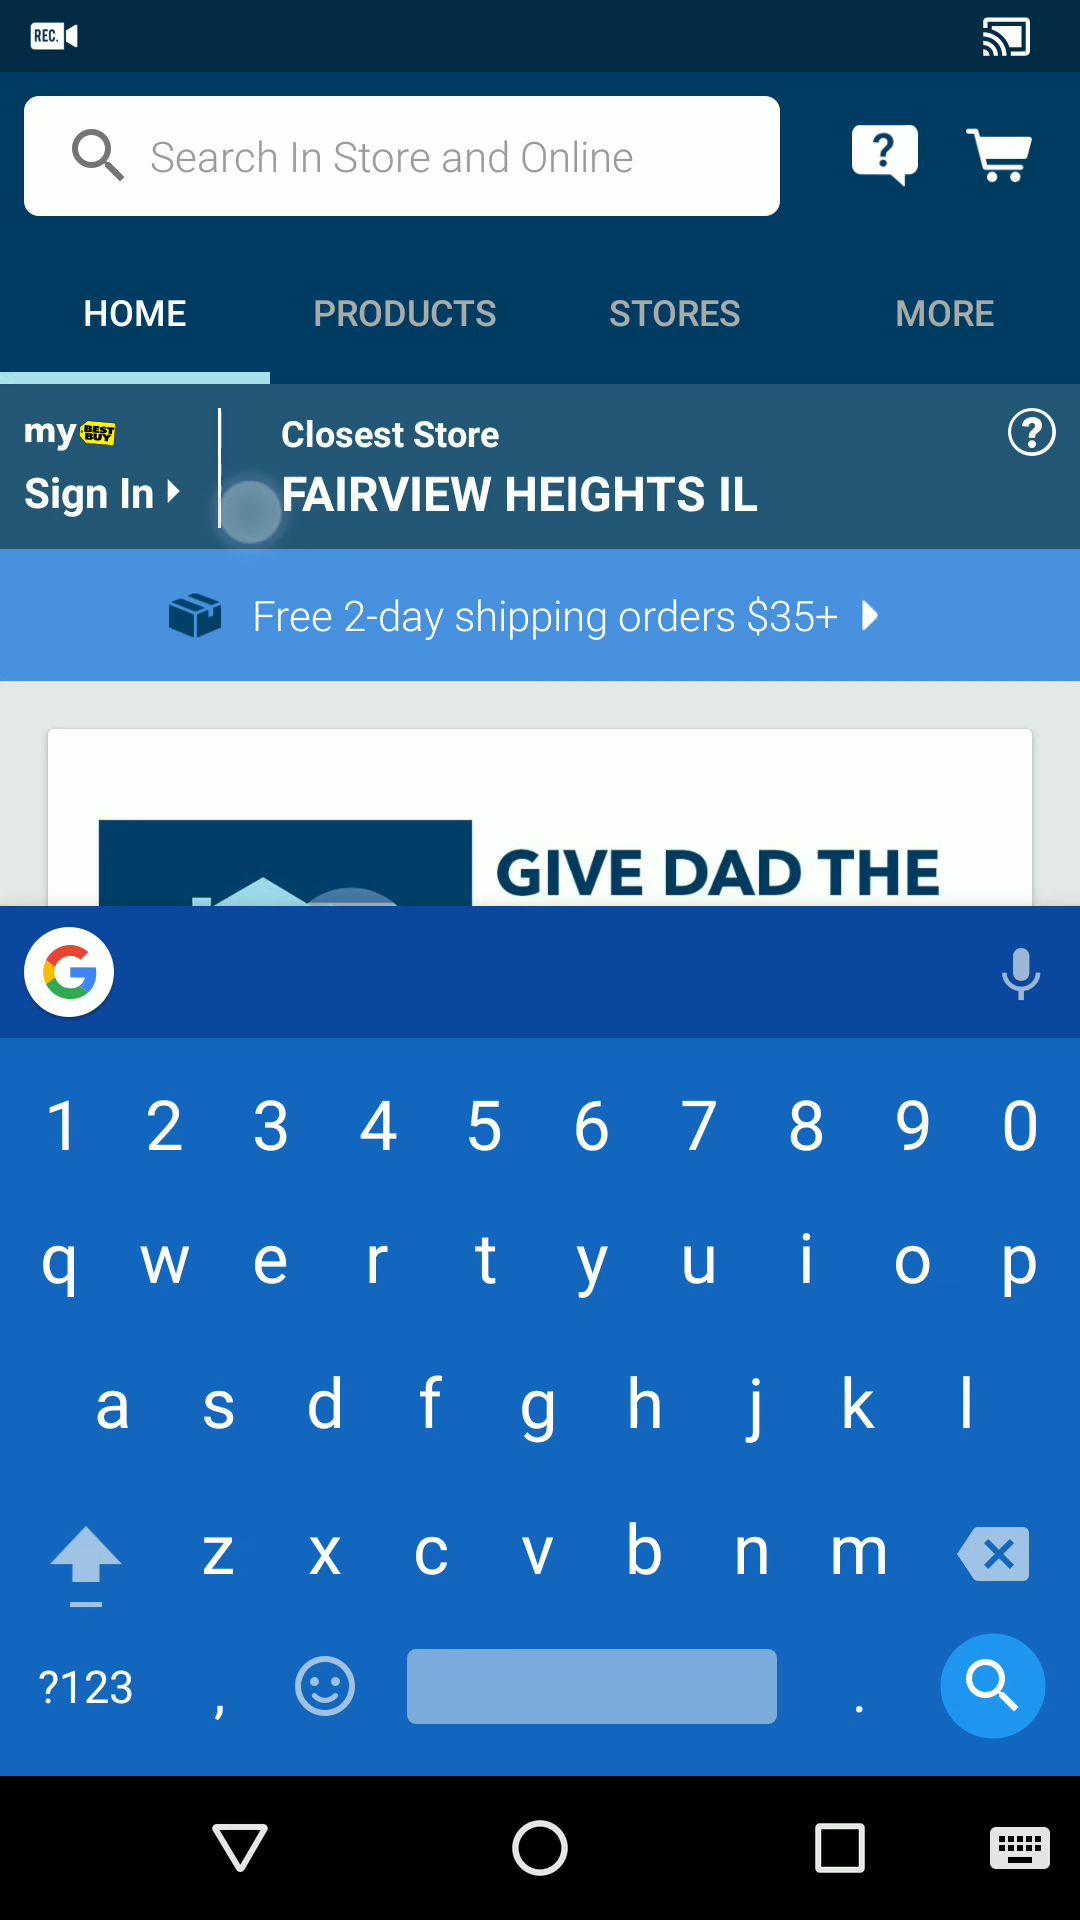 REC.
Search In Store and Online
?
HOME PRODUCTS STORES MORE
my BEST BUY
Closest Store
?
Sign In
FAIRVIEW HEIGHTS IL
Free 2-day shipping orders $35+
GIVE DAD THE
G
1 2 3 4 5 6 7 8 9 0
q w e r t y u i o p
a s d f g h j k l
z x c v b n m
?123 , .